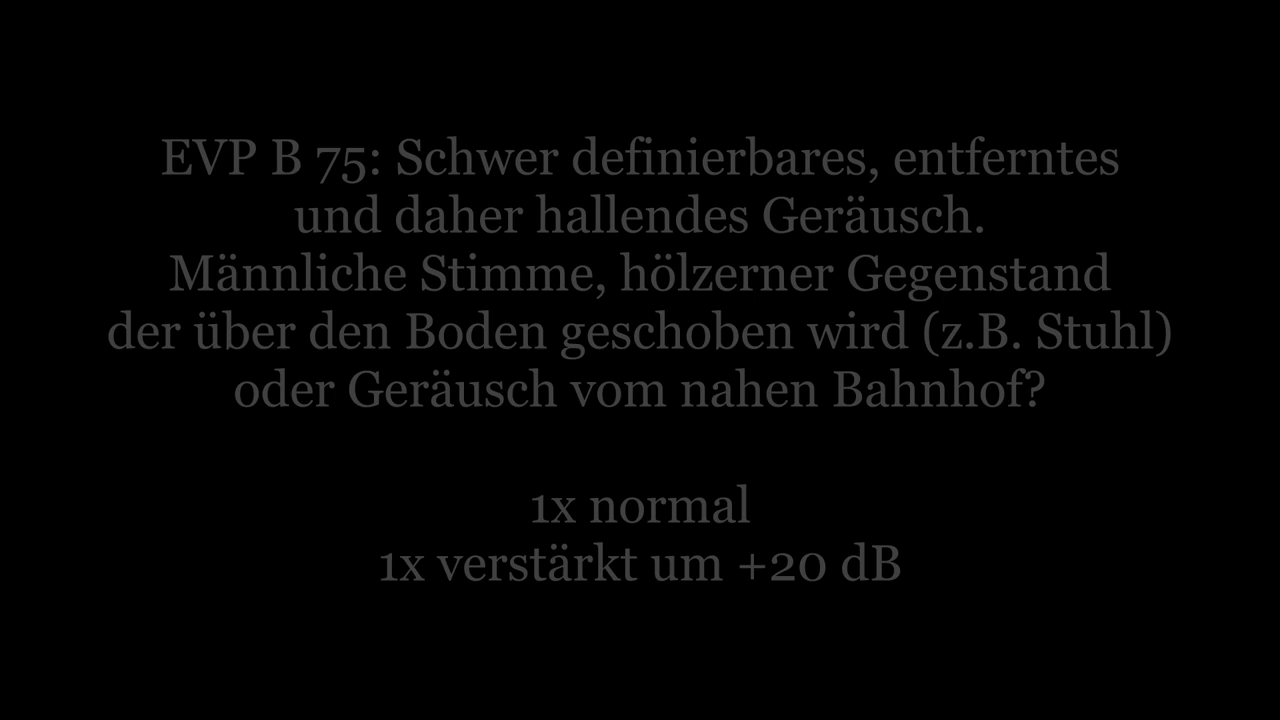 EVP B 75: Schwer definierbares, entferntes
und daher hallendes Geräusch.
Männliche Stimme, hölzerner Gegenstand
der über den Boden geschoben wird (z.B. Stuhl)
oder Geräusch vom nahen Bahnhof?
1x normal
1x verstärkt um +20 dB